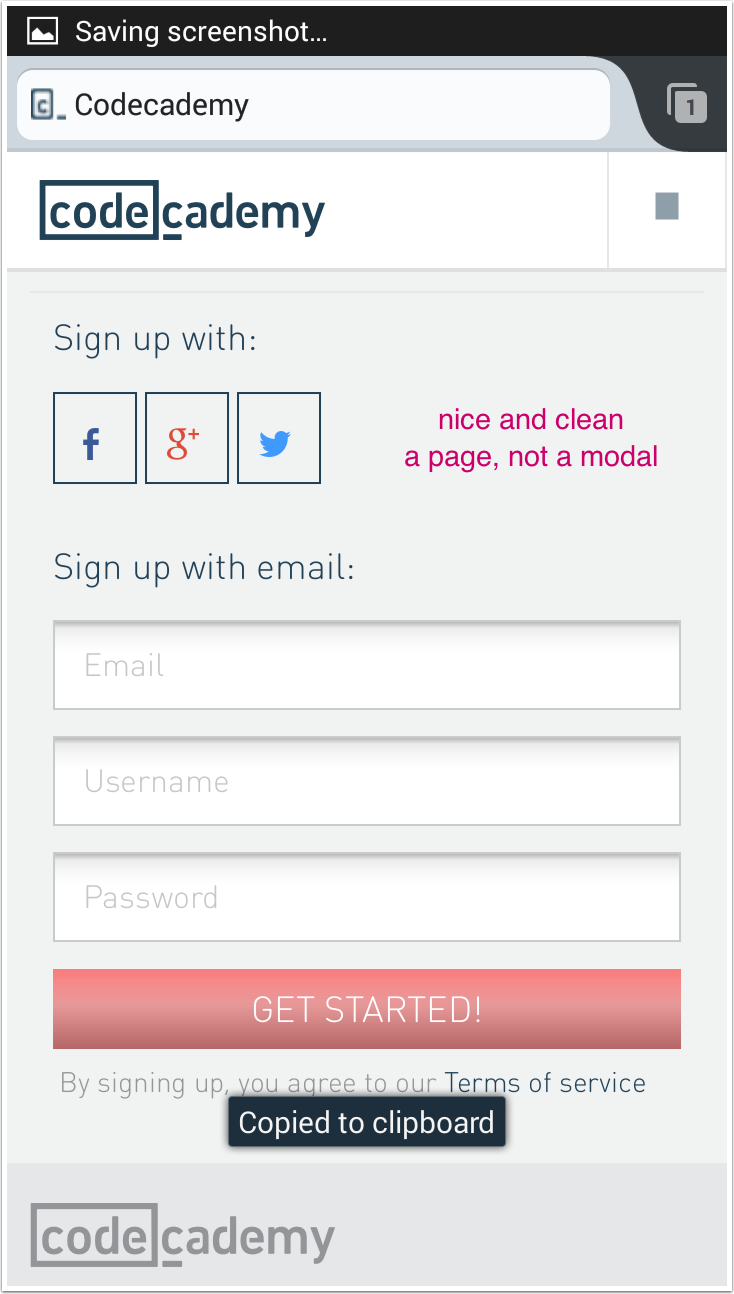 Saving screenshot...
c_ Codecademy
1
codecademy
Sign up with:
f g+
nice and clean
a page, not a modal
Sign up with email:
Email
Username
Password
GET STARTED!
By signing up, you agree to our Terms of service
Copied to clipboard
codecademy